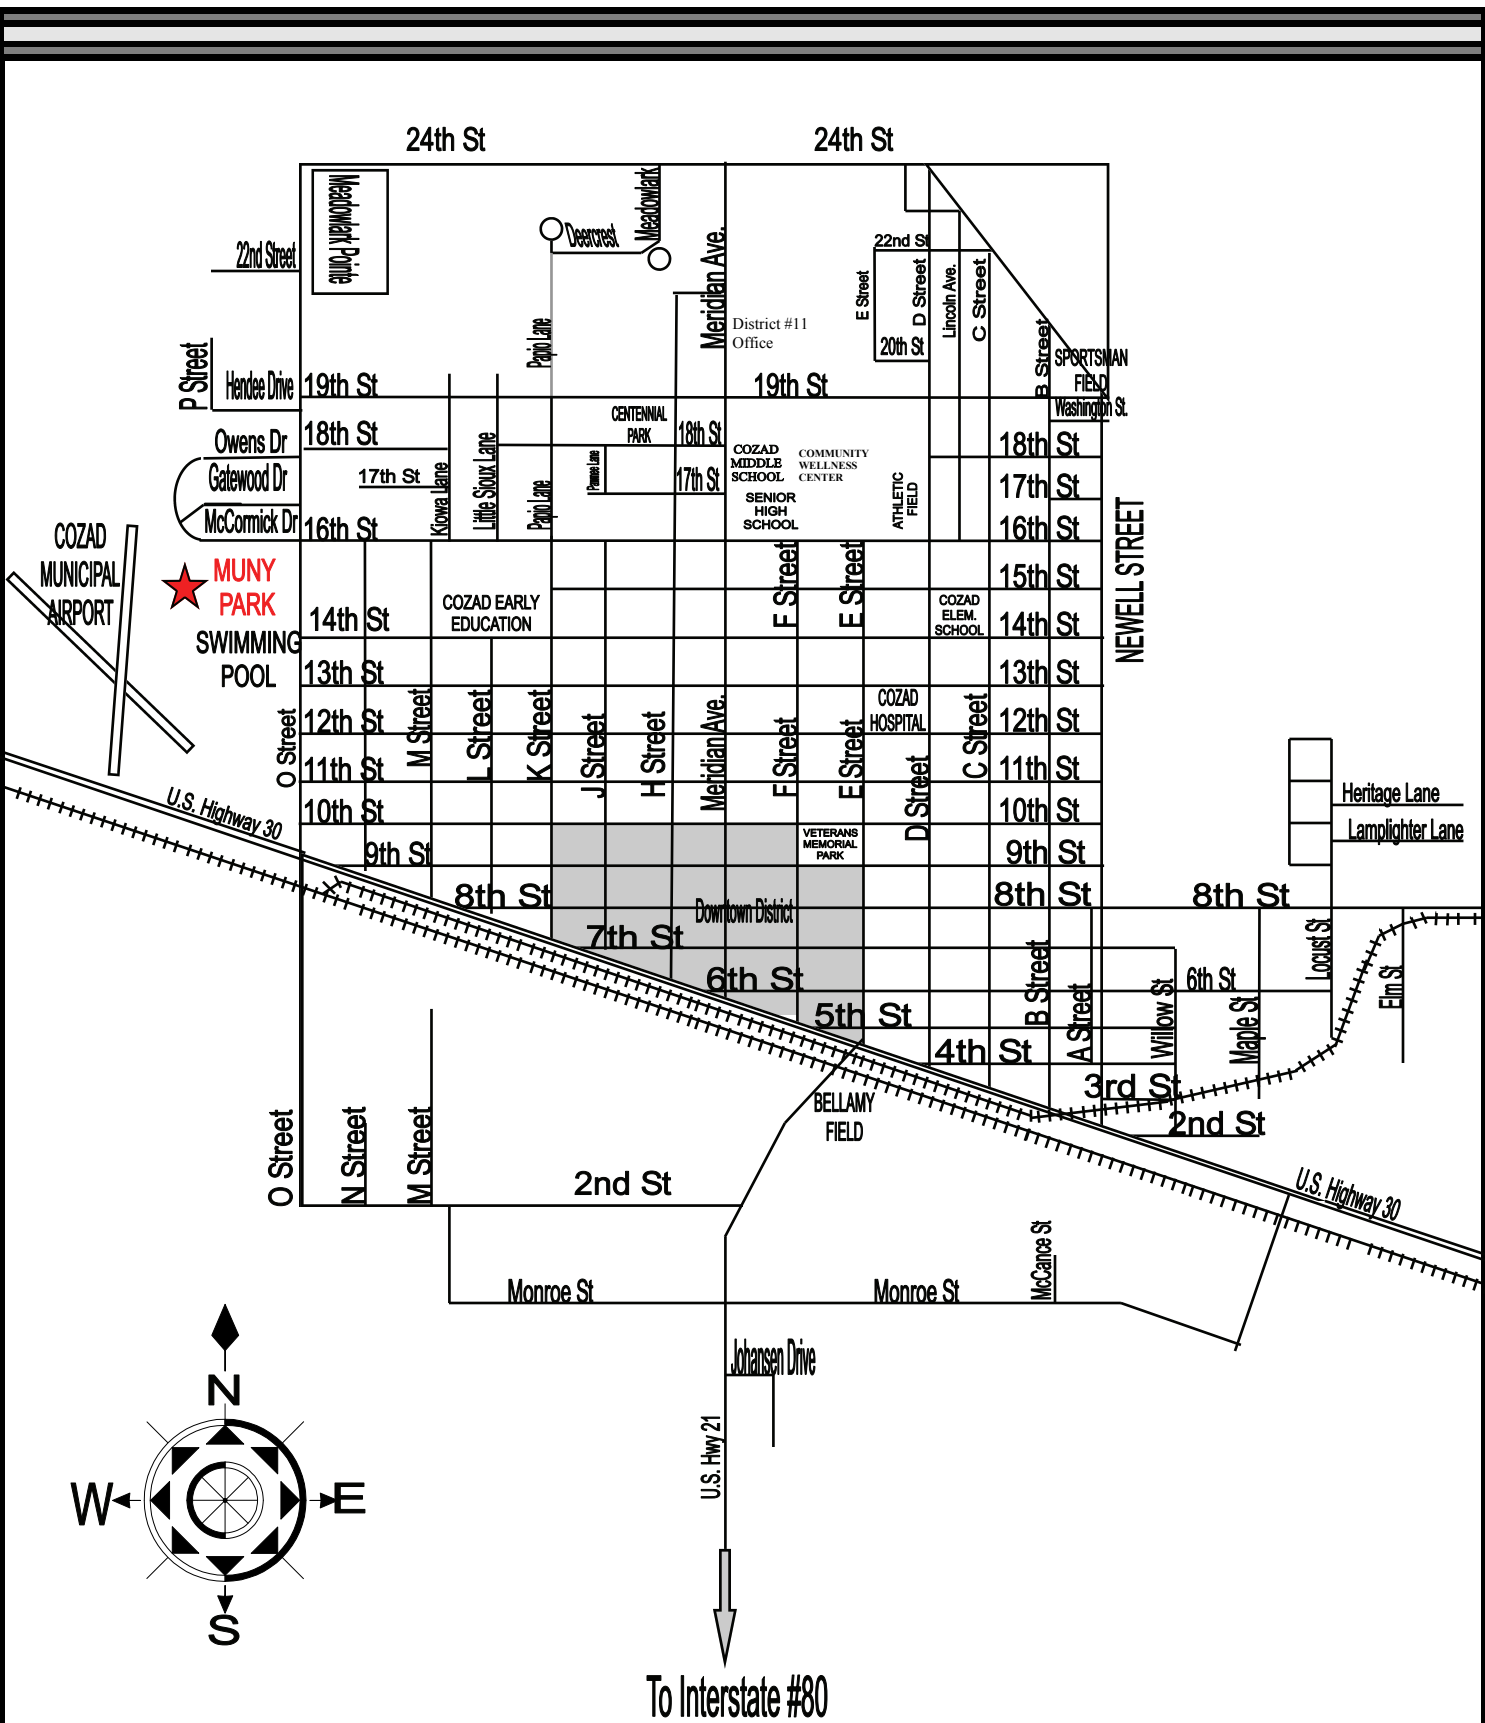 24th St
24th St
Meadowlark Pointe
Meadowlark
Deercrest
22nd Street
Meridian Ave.
22nd St
E Street
D Street
Lincoln Ave.
C Street
20th St
B Street
District #11
Office
Papio Lane
P Street
Hendee Drive
19th St
19th St
SPORTSMAN
FIELD
Washington St.
CENTENNIAL
PARK
Owens Dr
18th St
18th St
18th St
COZAD
MIDDLE
SCHOOL
COMMUNITY
WELLNESS
CENTER
Gatewood Dr
17th St
Kiowa Lane
Little Sioux Lane
Papio Lane
Pawnee Lane
17th St
17th St
SENIOR
HIGH
SCHOOL
ATHLETIC
FIELD
McCormick Dr
16th St
16th St
NEWELL STREET
COZAD
MUNICIPAL
AIRPORT
MUNY
PARK
SWIMMING
POOL
F Street
E Street
15th St
14th St
COZAD EARLY
EDUCATION
COZAD
ELEM.
SCHOOL
14th St
13th St
13th St
O Street
12th St
M Street
L Street
K Street
J Street
H Street
Meridian Ave.
F Street
E Street
COZAD
HOSPITAL
D Street
C Street
12th St
11th St
11th St
U.S. Highway 30
10th St
10th St
Heritage Lane
Lamplighter Lane
VETERANS
MEMORIAL
PARK
9th St
9th St
8th St
8th St
8th St
Downtown District
7th St
6th St
6th St
5th St
4th St
B Street
A Street
Willow St
Maple St
Locust St
Elm St
3rd St
2nd St
BELLAMY
FIELD
O Street
N Street
M Street
2nd St
U.S. Highway 30
Monroe St
Monroe St
McCance St
Johansen Drive
U.S. Hwy 21
N
W
E
S
To Interstate #80